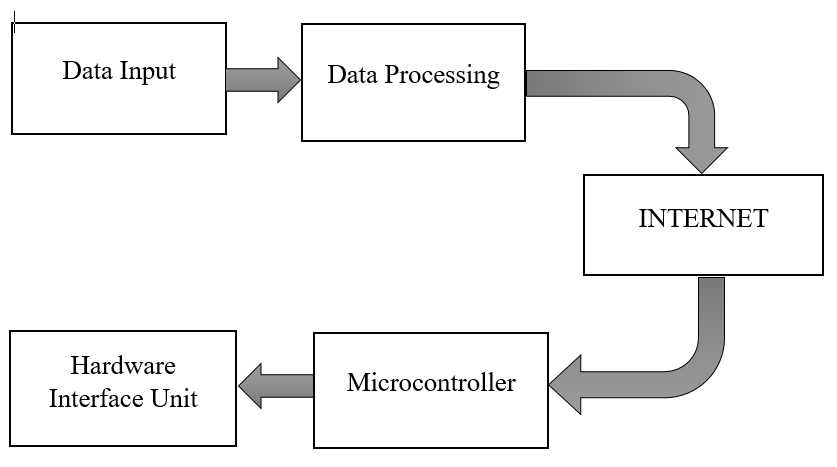 Data Input
Data Processing
INTERNET
Microcontroller
Hardware
Interface Unit